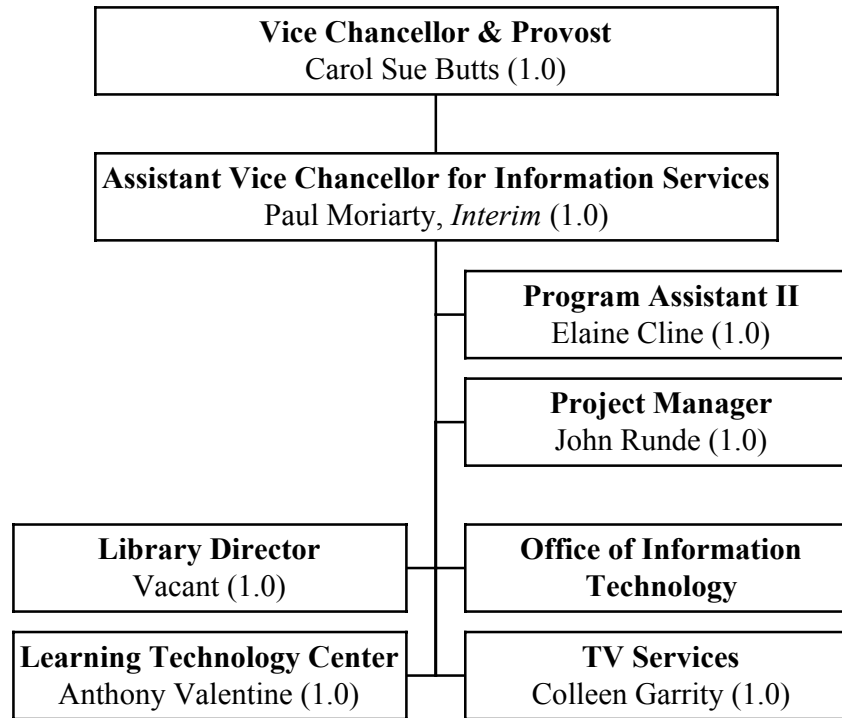 Vice Chancellor & Provost
Carol Sue Butts (1.0)
Assistant Vice Chancellor for Information Services
Paul Moriarty, Interim (1.0)
Program Assistant II
Elaine Cline (1.0)
Project Manager
John Runde (1.0)
Library Director
Vacant (1.0)
Office of Information
Technology
Learning Technology Center
Anthony Valentine (1.0)
TV Services
Colleen Garrity (1.0)